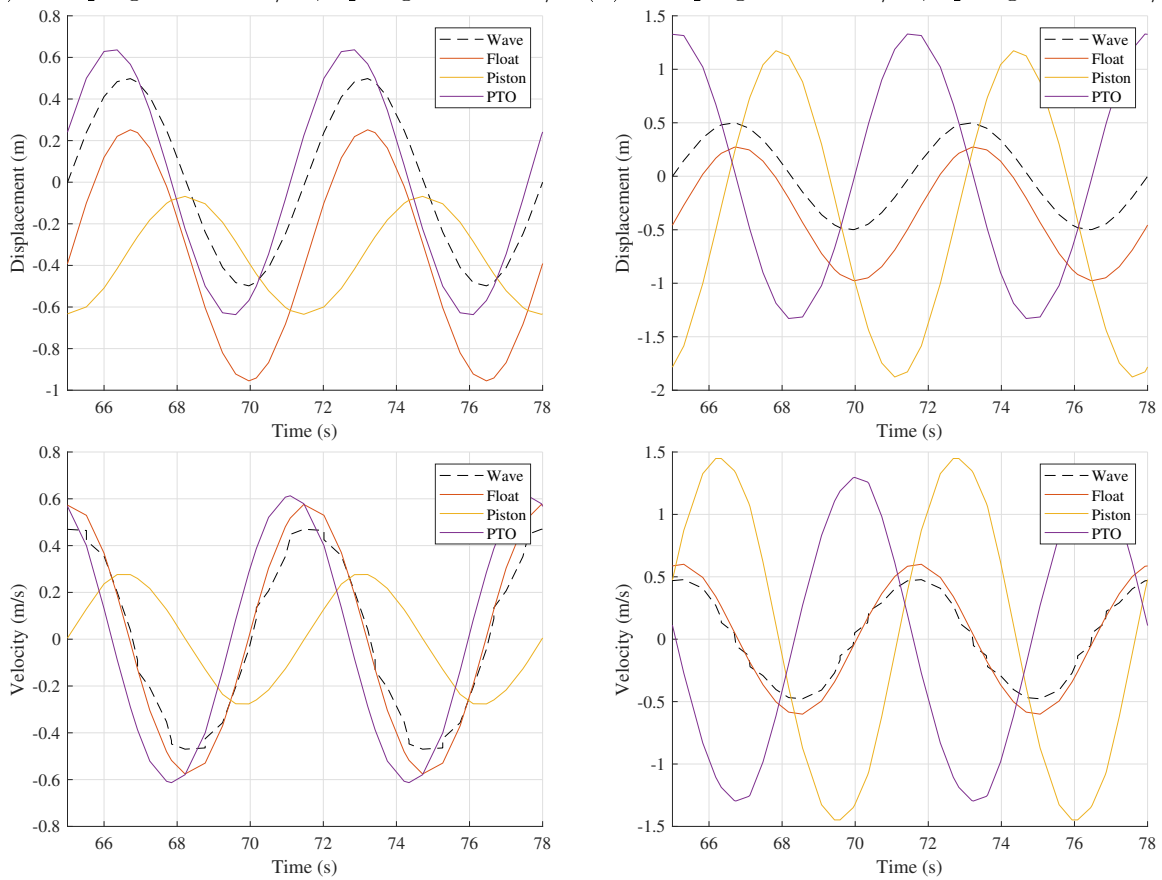 0.8
0.6
0.4
0.2
0
-0.2
-0.4
-0.6
-0.8
-1
Displacement (m)
66 68 70 72 74 76 78
Time (s)
Wave
Float
Piston
PTO
1.5
1
0.5
0
-0.5
-1
-1.5
-2
Displacement (m)
66 68 70 72 74 76 78
Time (s)
Wave
Float
Piston
PTO
0.8
0.6
0.4
0.2
0
-0.2
-0.4
-0.6
-0.8
Velocity (m/s)
66 68 70 72 74 76 78
Time (s)
Wave
Float
Piston
PTO
1.5
1
0.5
0
-0.5
-1
-1.5
Velocity (m/s)
66 68 70 72 74 76 78
Time (s)
Wave
Float
Piston
PTO